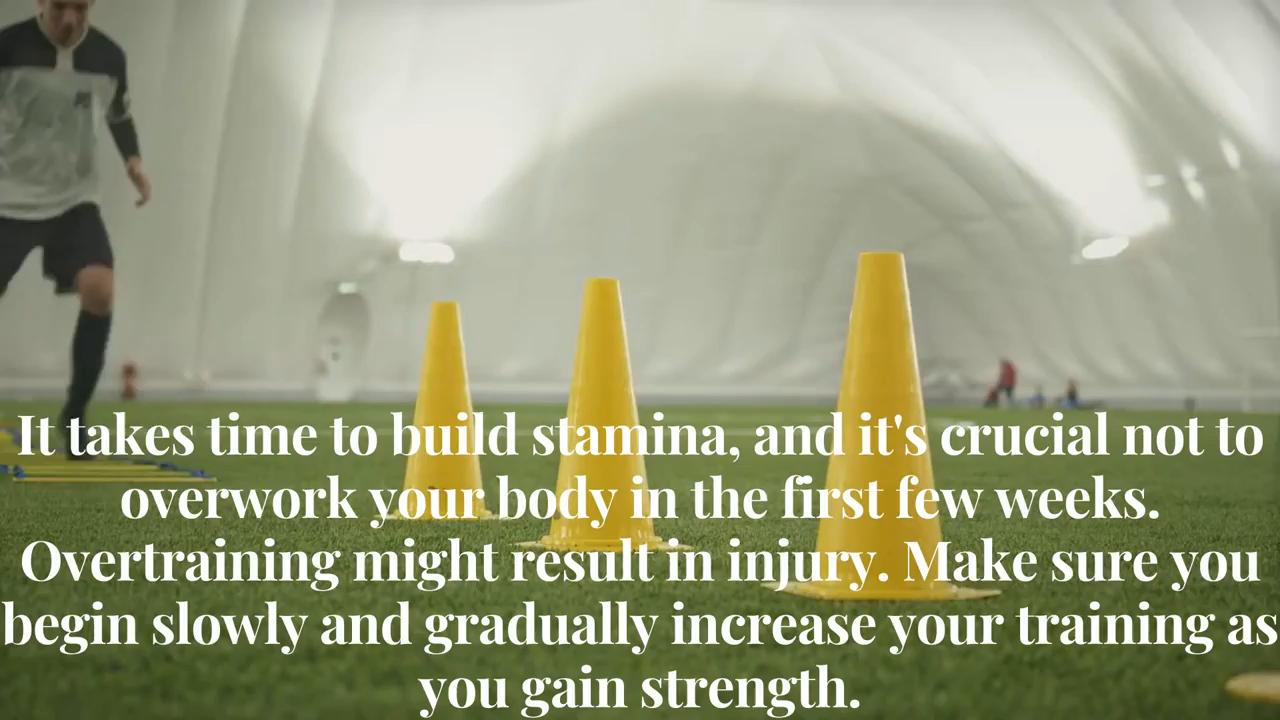 It takes time to build stamina, and it's crucial not to
overwork your body in the first few weeks.
Overtraining might result in injury. Make sure you
begin slowly and gradually increase your training as
you gain strength.